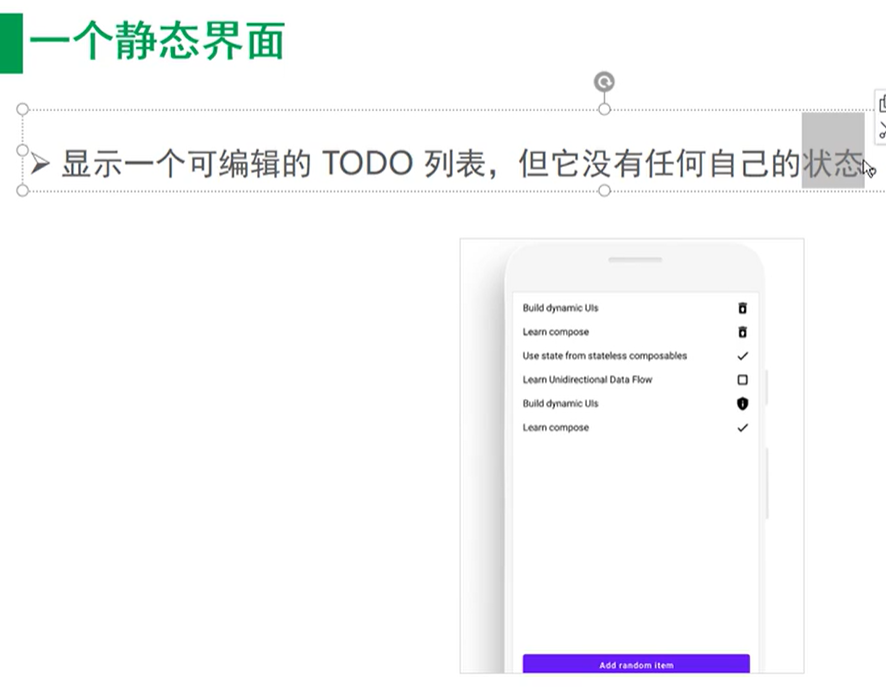 一个静态界面
显示一个可编辑的 TODO 列表，但它没有任何自己的状态
Build dynamic UIs
Learn compose
Use state from stateless composables
Learn Unidirectional Data Flow
Build dynamic UIs
Learn compose
Add random item